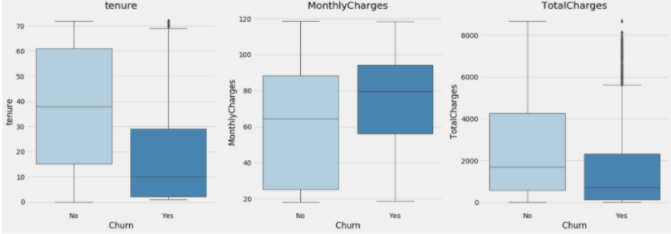 tenure
70
60
50
40
30
20
10
0
tenure
No
Yes
Churn
MonthlyCharges
120
100
80
60
40
20
MonthlyCharges
No
Yes
Churn
TotalCharges
8000
6000
4000
2000
0
TotalCharges
No
Yes
Churn